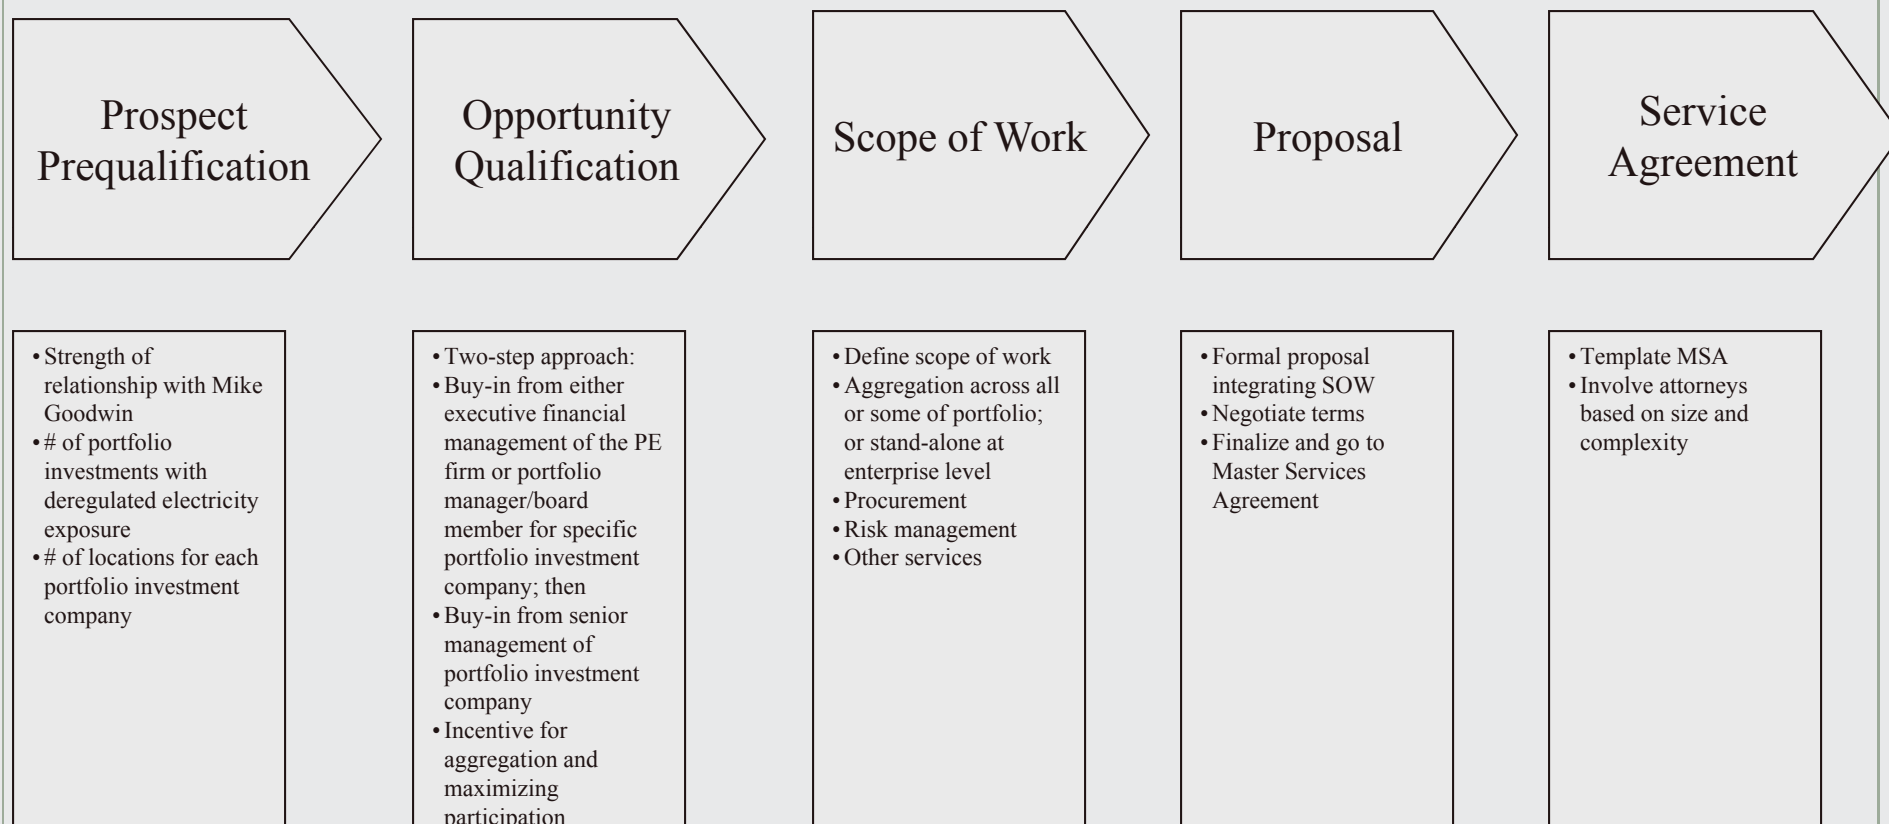 Prospect
Prequalification
Opportunity
Qualification
Scope of Work
Proposal
Service
Agreement
• Strength of
relationship with Mike
Goodwin
• # of portfolio
investments with
deregulated electricity
exposure
• # of locations for each
portfolio investment
company
• Two-step approach:
• Buy-in from either
executive financial
management of the PE
firm or portfolio
manager/board
member for specific
portfolio investment
company; then
• Buy-in from senior
management of
portfolio investment
company
• Incentive for
aggregation and
maximizing
participation
• Define scope of work
• Aggregation across all
or some of portfolio;
or stand-alone at
enterprise level
• Procurement
• Risk management
• Other services
• Formal proposal
integrating SOW
• Negotiate terms
• Finalize and go to
Master Services
Agreement
• Template MSA
• Involve attorneys
based on size and
complexity